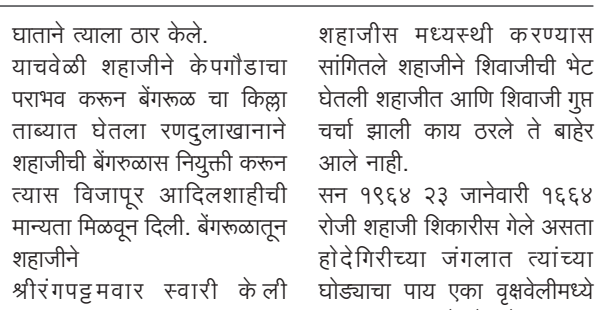 घाताने त्याला ठार केले.
याचवेळी शहाजीने केपगौडाचा
पराभव करून बेंगरूळ चा किल्ला
ताब्यात घेतला रणदुलाखानाने
शहाजीची बेंगरुळास नियुक्ती करून
त्यास विजापूर आदिलशाहीची
मान्यता मिळवून दिली. बेंगरूळातून
शहाजीने
श्रीरंगपट्टमवार स्वारी केली
शहाजीस मध्यस्थी करण्यास
सांगितले शहाजीने शिवाजीची भेट
घेतली शहाजीत आणि शिवाजी गुप्त
चर्चा झाली काय ठरले ते बाहेर
आले नाही.
सन १९६४ २३ जानेवारी १६६४
रोजी शहाजी शिकारीस गेले असता
होदेगिरीच्या जंगलात त्यांच्या
घोड्याचा पाय एका वृक्षवेलीमध्ये